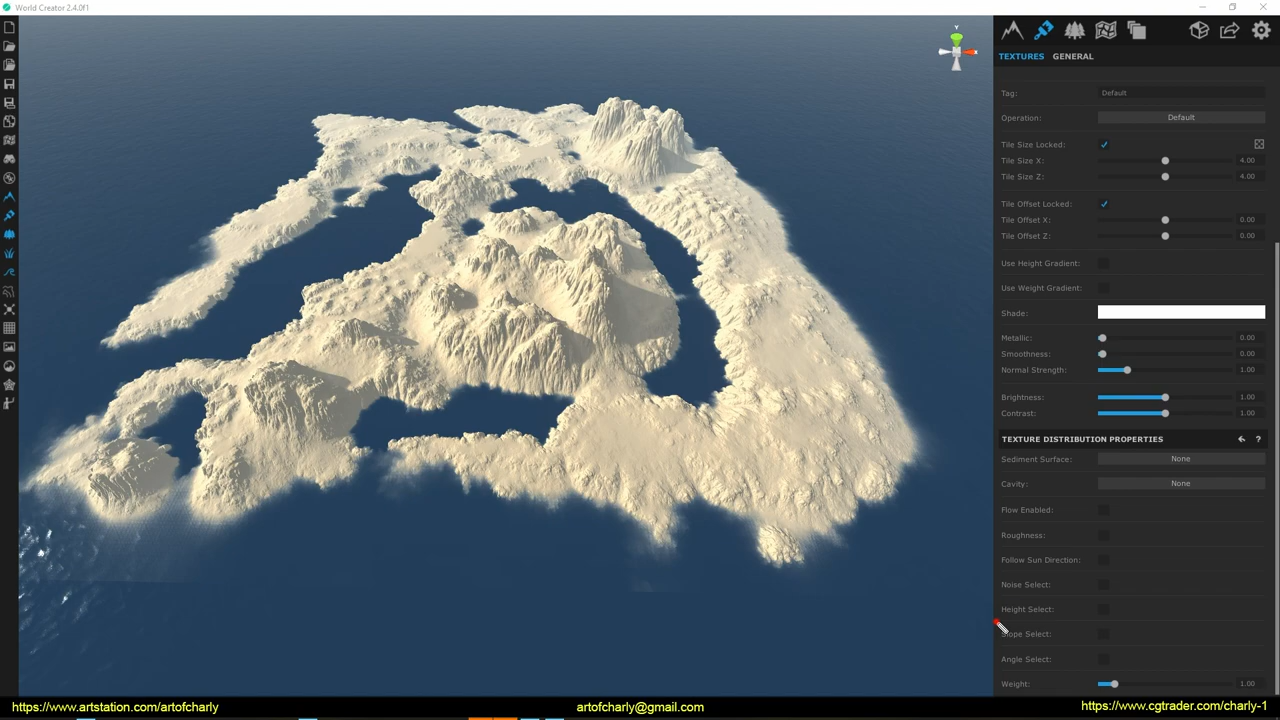 World Creator 2.4.0f1
Y
X
TEXTURES GENERAL
Tag: Default
Operation: Default
Tile Size Locked:
Tile Size X: 4.00
Tile Size Z: 4.00
Tile Offset Locked:
Tile Offset X: 0.00
Tile Offset Z: 0.00
Use Height Gradient:
Use Weight Gradient:
Shade:
Metallic: 0.00
Smoothness: 0.00
Normal Strength: 1.00
Brightness: 1.00
Contrast: 1.00
TEXTURE DISTRIBUTION PROPERTIES ?
Sediment Surface: None
Cavity: None
Flow Enabled:
Roughness:
Follow Sun Direction:
Noise Select:
Height Select:
Slope Select:
Angle Select:
Weight: 1.00
https://www.artstation.com/artofcharly artofcharly@gmail.com https://www.cgtrader.com/charly-1